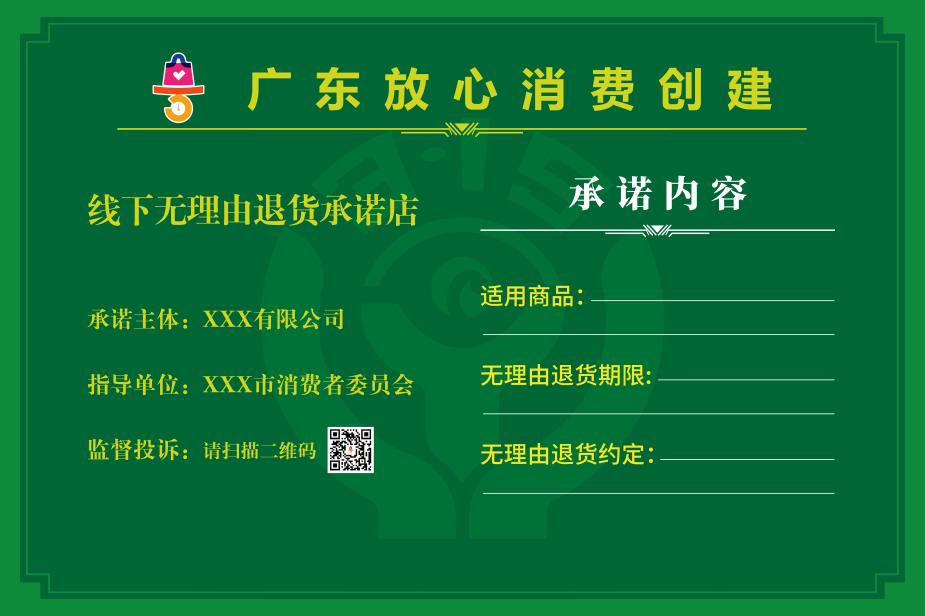 广东放心消费创建
线下无理由退货承诺店
承诺主体：XXX有限公司
指导单位：XXX市消费者委员会
监督投诉：请扫描二维码
承诺内容
适用商品：
无理由退货期限:
无理由退货约定：